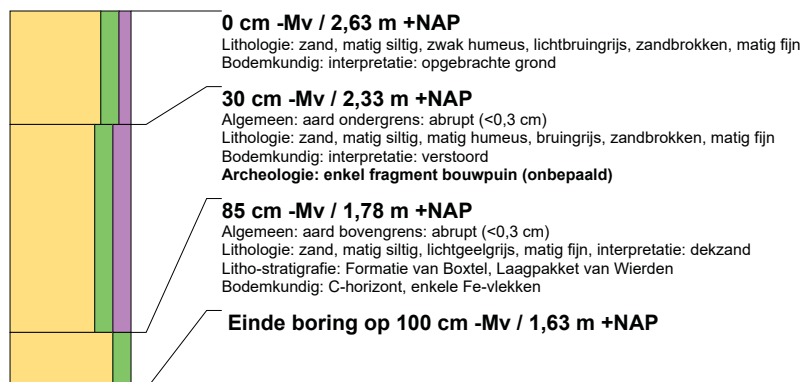 0 cm -Mv / 2,63 m +NAP
Lithologie: zand, matig siltig, zwak humeus, lichtbruingrijs, zandbrokken, matig fijn
Bodemkundig: interpretatie: opgebrachte grond
30 cm -Mv / 2,33 m +NAP
Algemeen: aard ondergrens: abrupt (<0,3 cm)
Lithologie: zand, matig siltig, matig humeus, bruingrijs, zandbrokken, matig fijn
Bodemkundig: interpretatie: verstoord
Archeologie: enkel fragment bouwpuin (onbepaald)
85 cm -Mv / 1,78 m +NAP
Algemeen: aard bovengrens: abrupt (<0,3 cm)
Lithologie: zand, matig siltig, lichtgeelgrijs, matig fijn, interpretatie: dekzand
Litho-stratigrafie: Formatie van Boxtel, Laagpakket van Wierden
Bodemkundig: C-horizont, enkele Fe-vlekken
Einde boring op 100 cm -Mv / 1,63 m +NAP